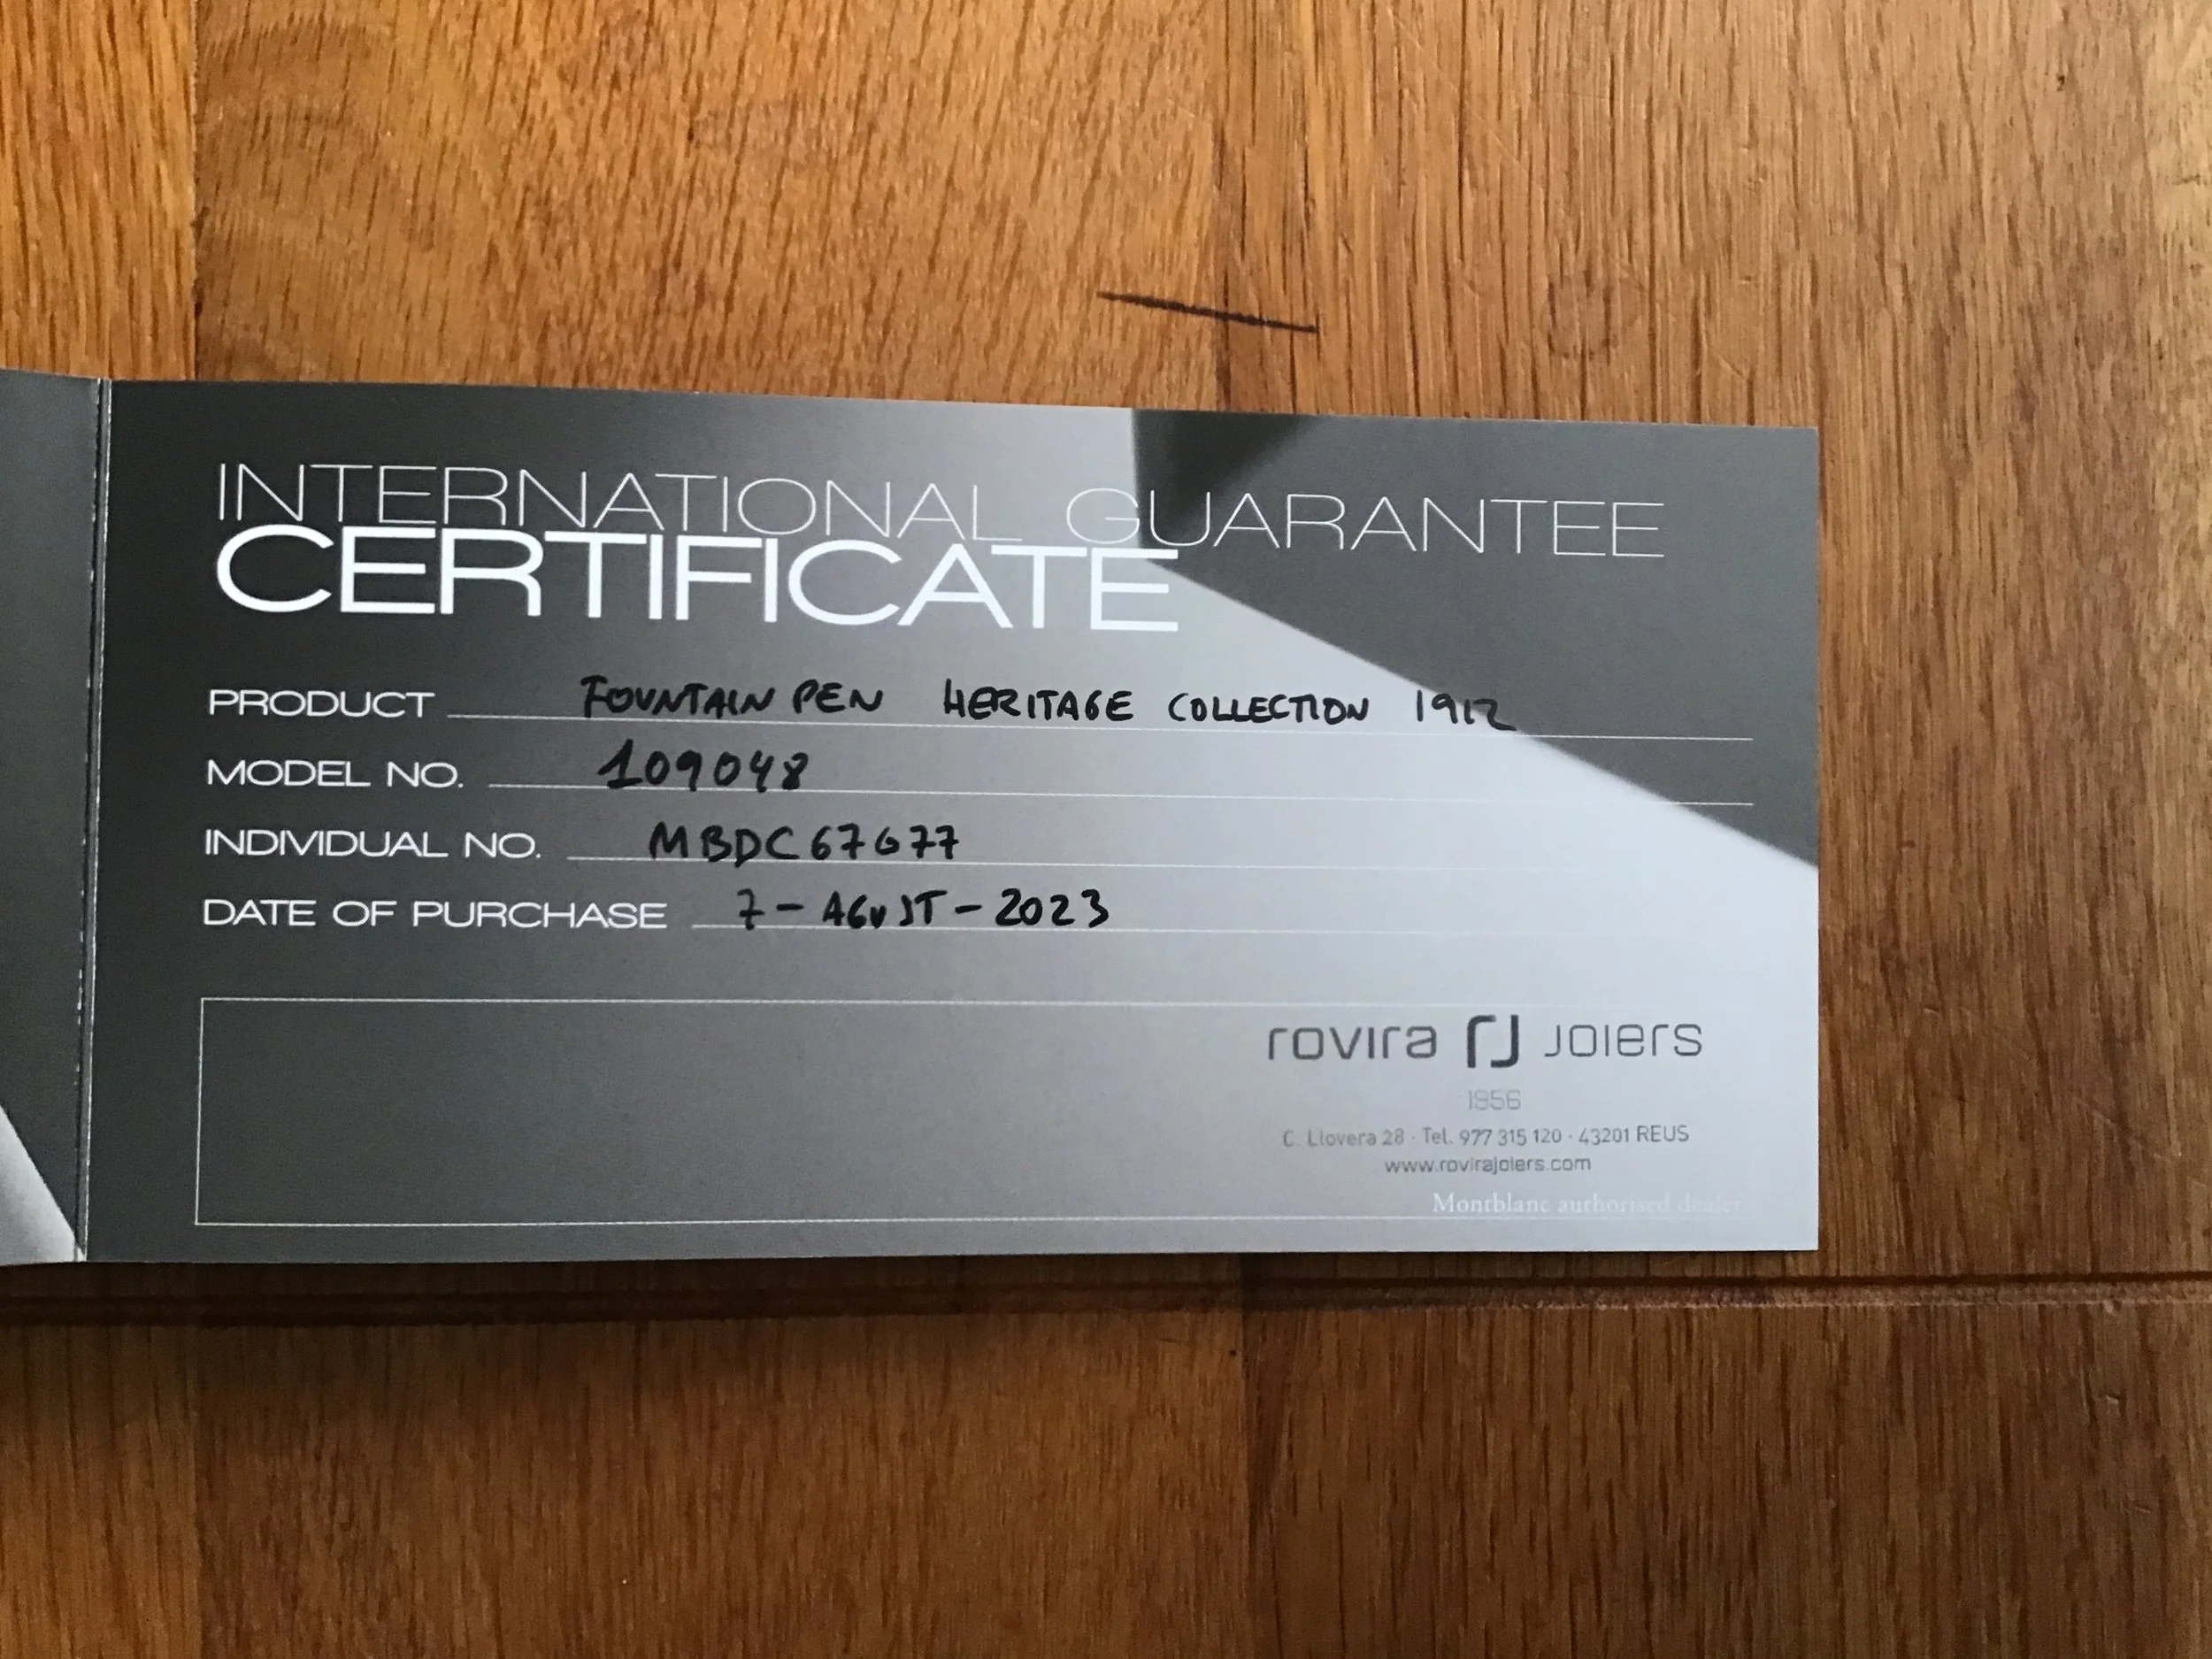 INTERNATIONAL GUARANTEE
CERTIFICATE
PRODUCT FOUNTAIN PEN HERITAGE COLLECTION 1912
MODEL NO. 109048
INDIVIDUAL NO. MBDC67677
DATE OF PURCHASE 7-AGUST-2023
rovira rJ Joiers
1956
C. Llovera 28 · Tel. 977 315 120 · 43201 REUS
www.rovirajoiers.com
Montblanc authorised dealer